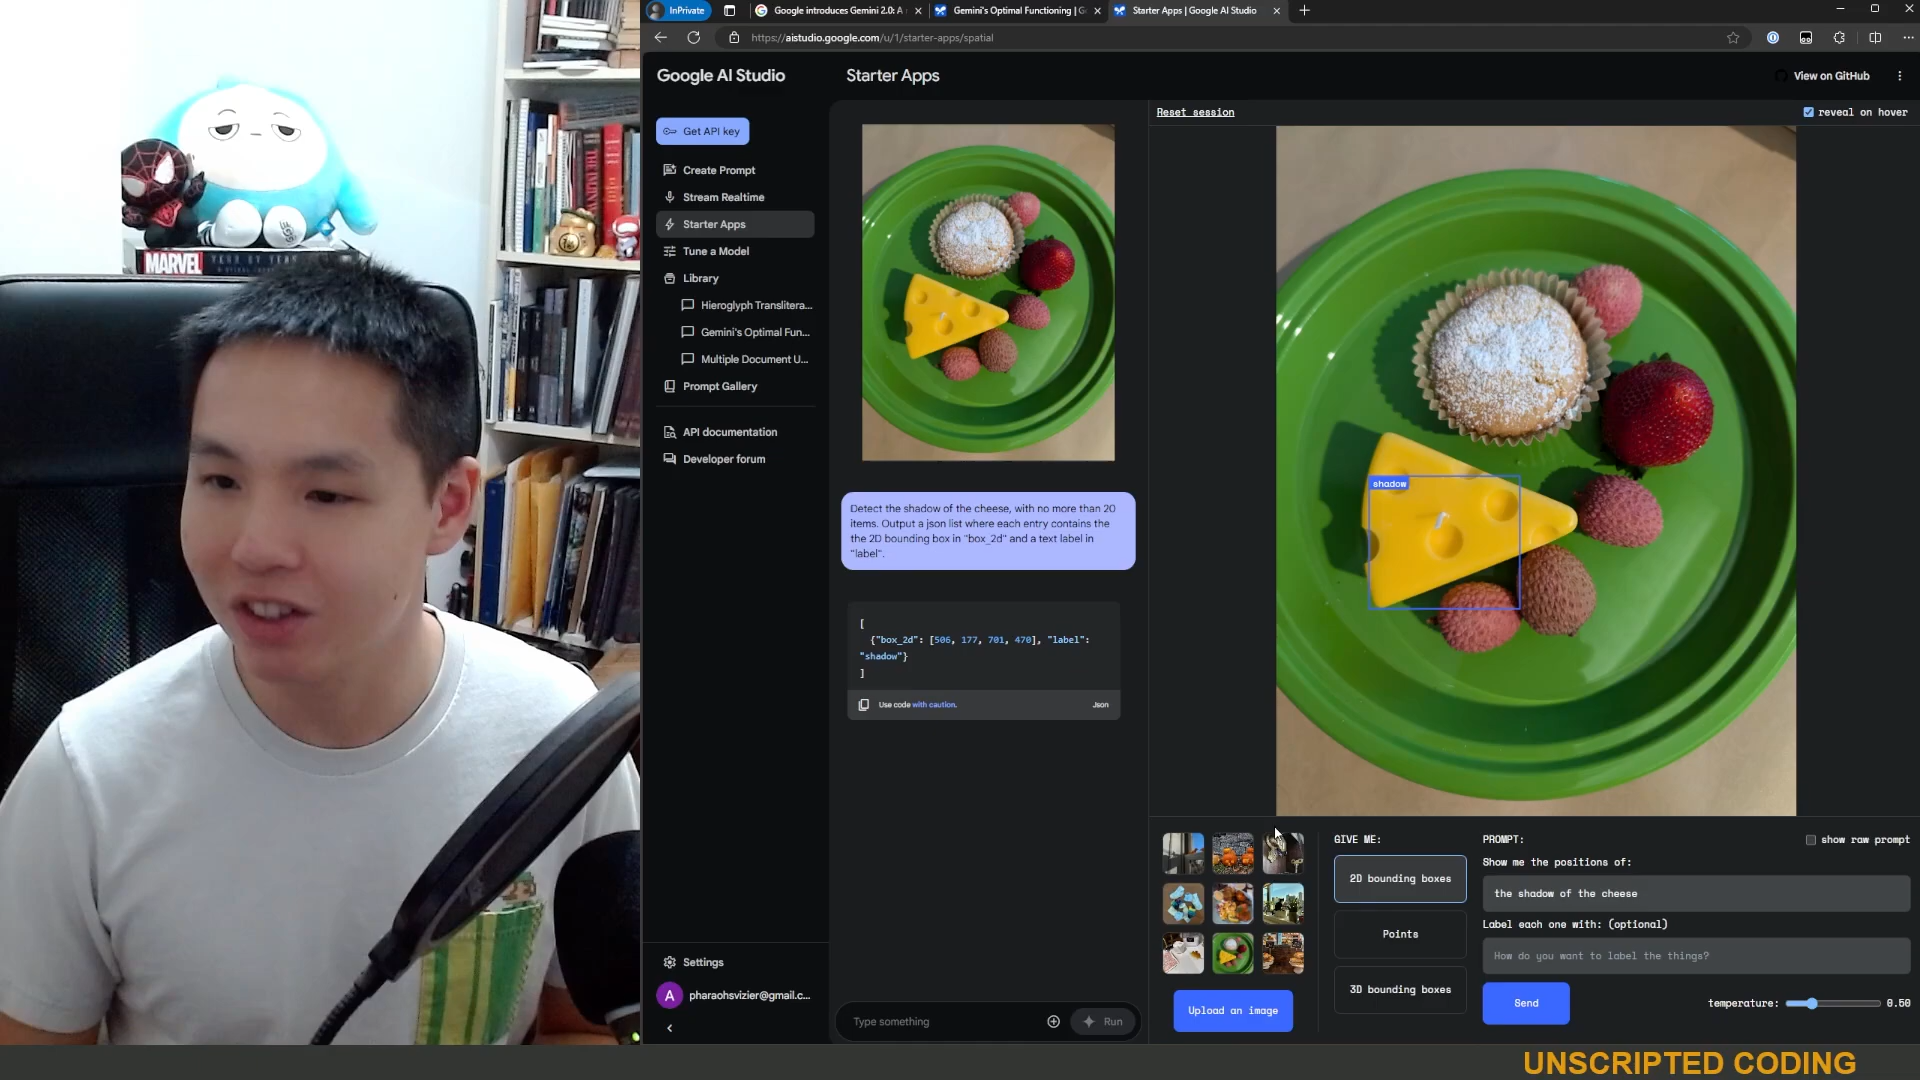 InPrivate
Google introduces Gemini 2.0: A
Gemini's Optimal Functioning | G
Starter Apps | Google AI Studio
https://aistudio.google.com/u/1/starter-apps/spatial
Google AI Studio
Starter Apps
View on GitHub
Get API key
Create Prompt
Stream Realtime
Starter Apps
Tune a Model
Library
Hieroglyph Translitera...
Gemini's Optimal Fun...
Multiple Document U...
Prompt Gallery
API documentation
Developer forum
Settings
A
pharaohsvizier@gmail.c...
Detect the shadow of the cheese, with no more than 20
items. Output a json list where each entry contains the
the 2D bounding box in "box_2d" and a text label in
"label".
[
{"box_2d": [506, 177, 701, 470], "label":
"shadow"}
]
Use code with caution.
Json
Type something
Run
Reset session
reveal on hover
shadow
Upload an image
GIVE ME:
2D bounding boxes
Points
3D bounding boxes
PROMPT:
show raw prompt
Show me the positions of:
the shadow of the cheese
Label each one with: (optional)
How do you want to label the things?
Send
temperature:
0.50
MARVEL
YEAR BY YEAR
UNSCRIPTED CODING